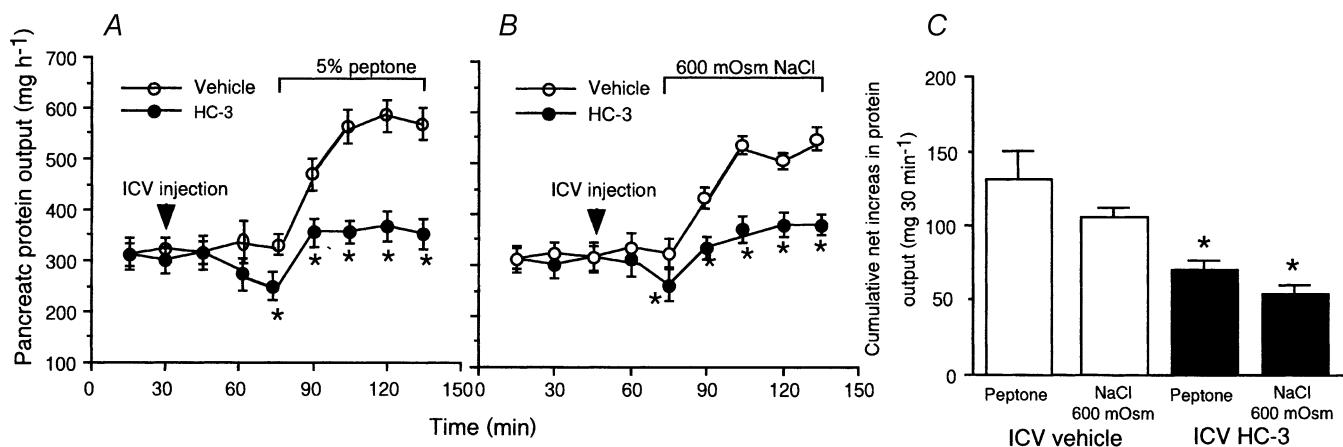 A
Pancreatc protein output (mg h-1)
700
600
500
400
300
200
100
Vehicle
HC-3
5% peptone
ICV injection
*
*
*
*
*
0
30
60
90
120
150
B
Vehicle
HC-3
600 mOsm NaCl
ICV injection
*
*
*
*
*
0
30
60
90
120
150
Time (min)
C
Cumulative net increas in protein
output (mg 30 min-1)
200
150
100
50
0
*
*
Peptone
NaCl
600 mOsm
Peptone
NaCl
600 mOsm
ICV vehicle
ICV HC-3